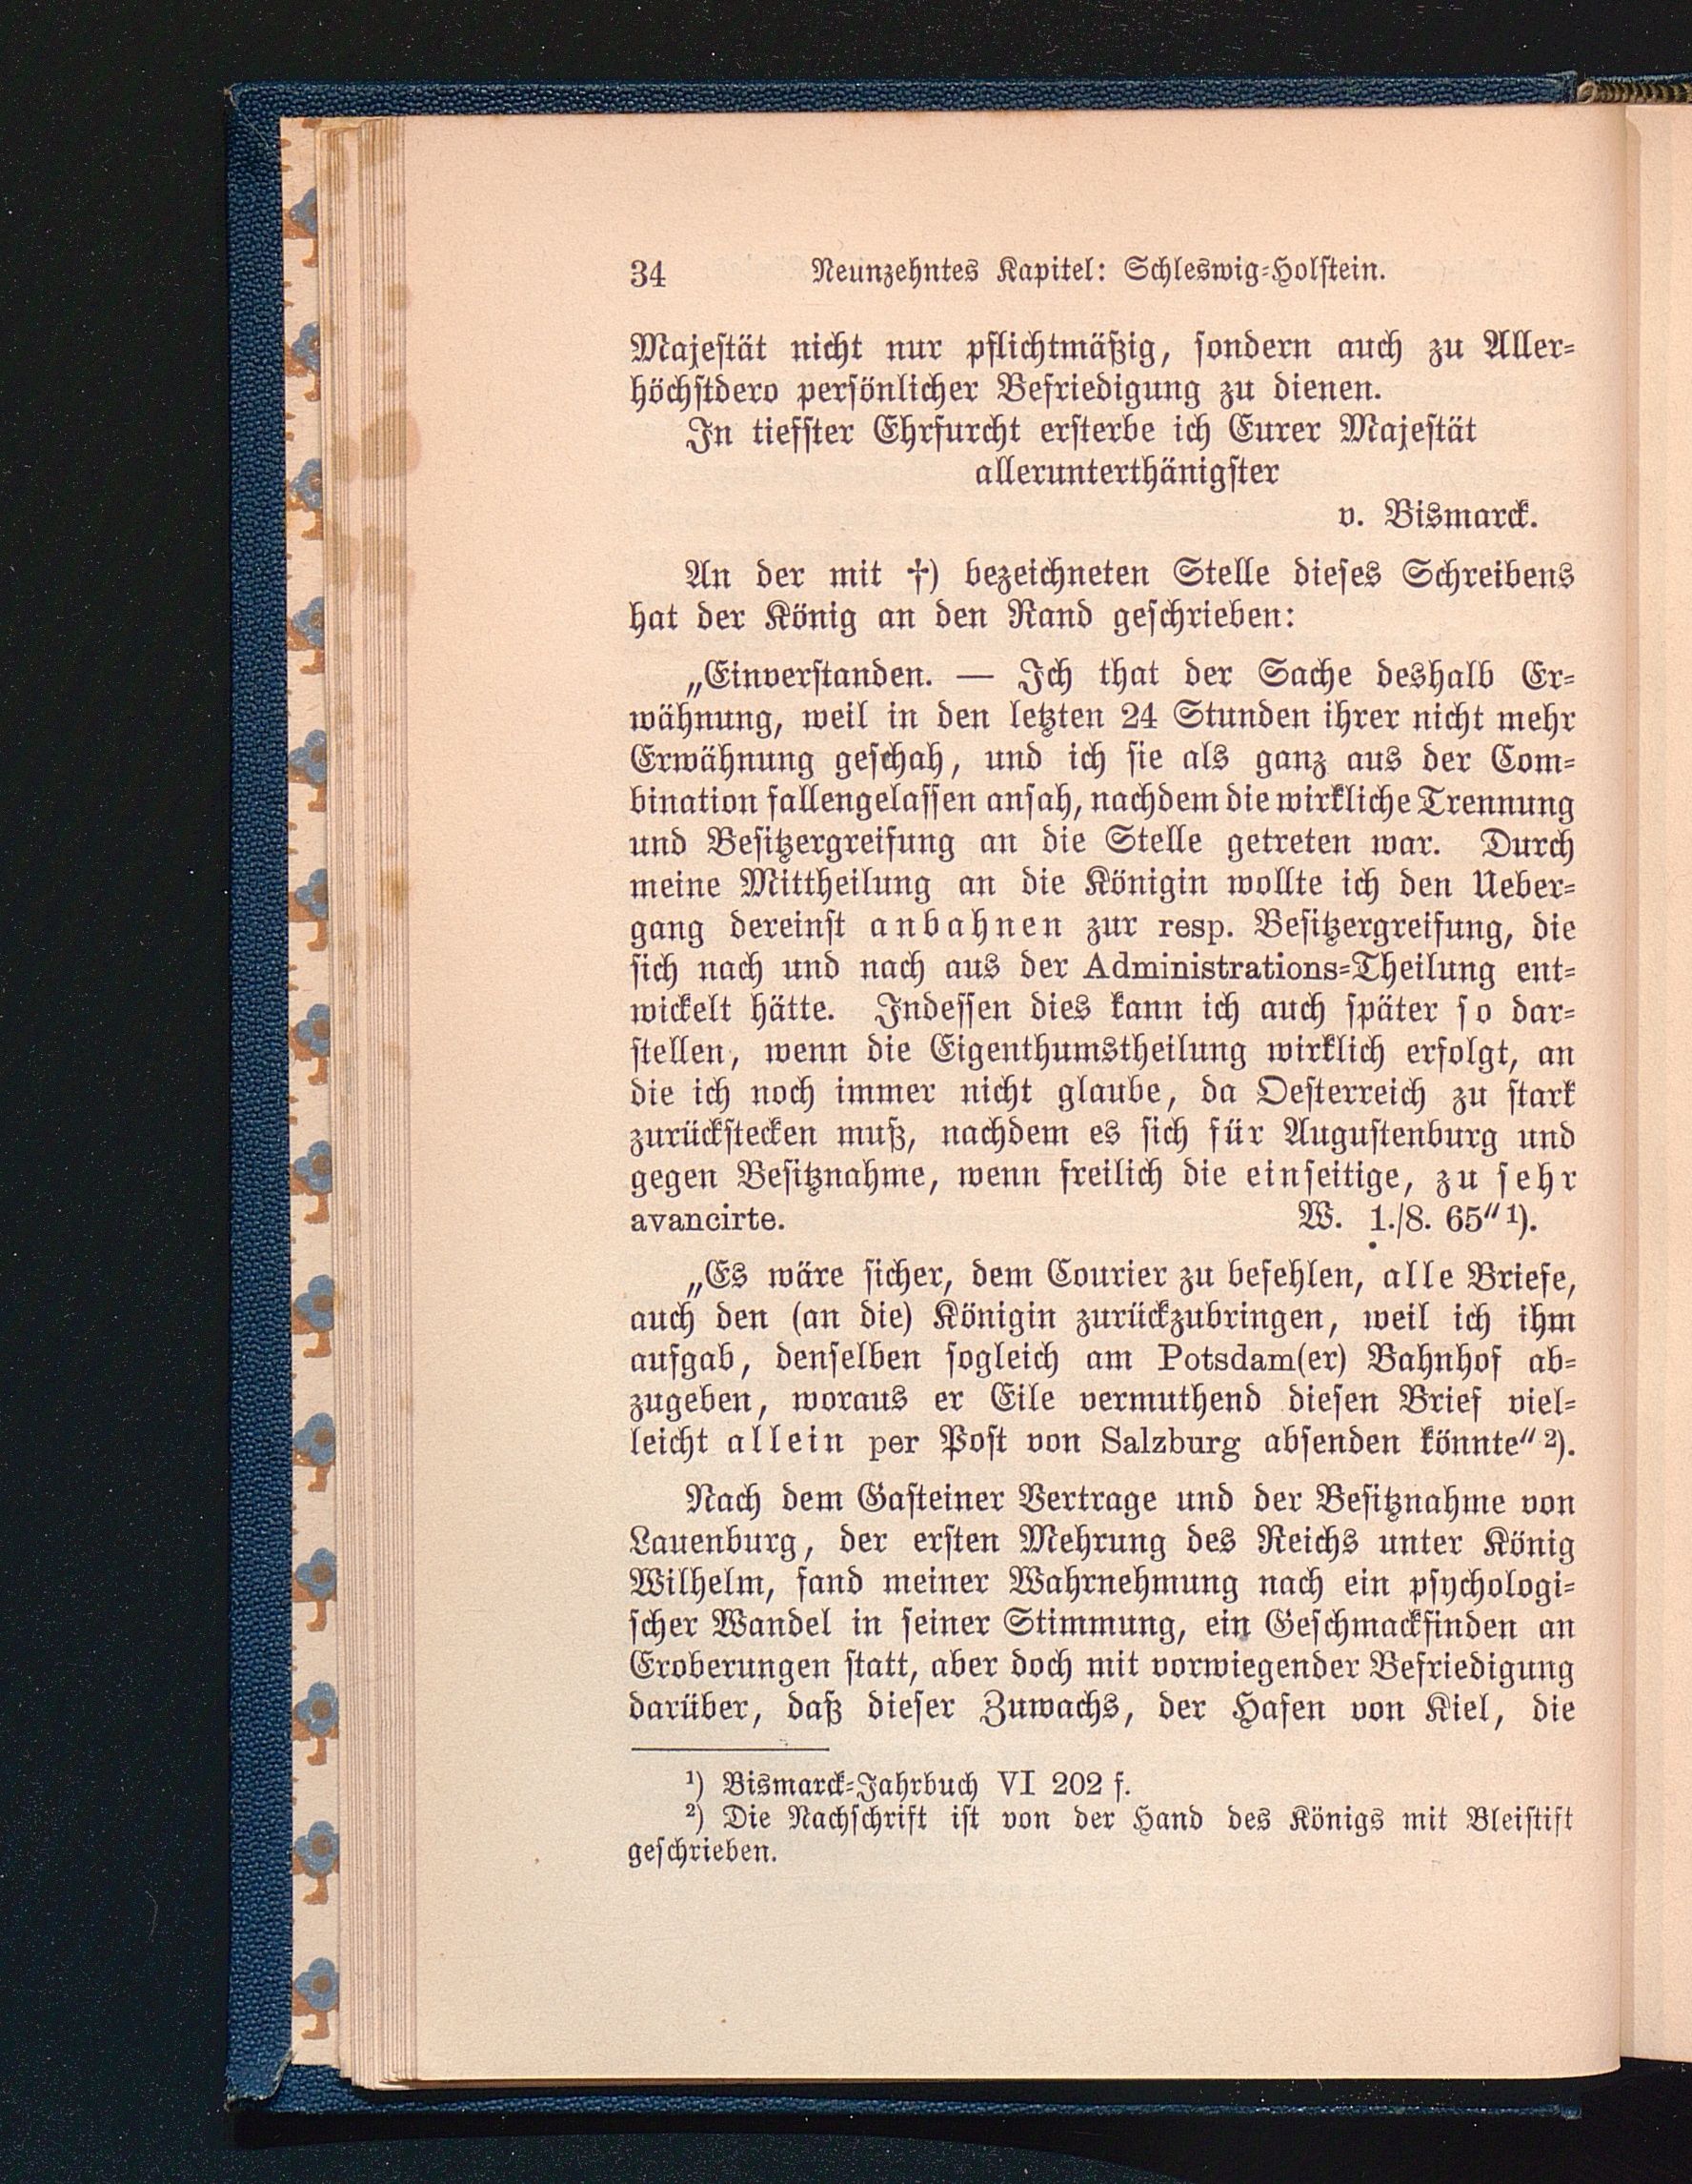 34 Neunzehntes Kapitel: Schleswig-Holstein.
Majestät nicht nur pflichtmäßig, sondern auch zu Aller-
höchstdero persönlicher Befriedigung zu dienen.
In tiefster Ehrfurcht ersterbe ich Eurer Majestät
allerunterthänigster
v. Bismarck.
An der mit †) bezeichneten Stelle dieses Schreibens
hat der König an den Rand geschrieben:
„Einverstanden. — Ich that der Sache deshalb Er-
wähnung, weil in den letzten 24 Stunden ihrer nicht mehr
Erwähnung geschah, und ich sie als ganz aus der Com-
bination fallengelassen ansah, nachdem die wirkliche Trennung
und Besitzergreifung an die Stelle getreten war. Durch
meine Mittheilung an die Königin wollte ich den Ueber-
gang dereinst anbahnen zur resp. Besitzergreifung, die
sich nach und nach aus der Administrations-Theilung ent-
wickelt hätte. Indessen dies kann ich auch später so dar-
stellen, wenn die Eigenthumstheilung wirklich erfolgt, an
die ich noch immer nicht glaube, da Oesterreich zu stark
zurückstecken muß, nachdem es sich für Augustenburg und
gegen Besitznahme, wenn freilich die einseitige, zu sehr
avancirte. W. 1./8. 65“ ¹).
„Es wäre sicher, dem Courier zu befehlen, alle Briefe,
auch den (an die) Königin zurückzubringen, weil ich ihm
aufgab, denselben sogleich am Potsdam(er) Bahnhof ab-
zugeben, woraus er Eile vermuthend diesen Brief viel-
leicht allein per Post von Salzburg absenden könnte“ ²).
Nach dem Gasteiner Vertrage und der Besitznahme von
Lauenburg, der ersten Mehrung des Reichs unter König
Wilhelm, fand meiner Wahrnehmung nach ein psychologi-
scher Wandel in seiner Stimmung, ein Geschmackfinden an
Eroberungen statt, aber doch mit vorwiegender Befriedigung
darüber, daß dieser Zuwachs, der Hafen von Kiel, die
¹) Bismarck-Jahrbuch VI 202 f.
²) Die Nachschrift ist von der Hand des Königs mit Bleistift
geschrieben.